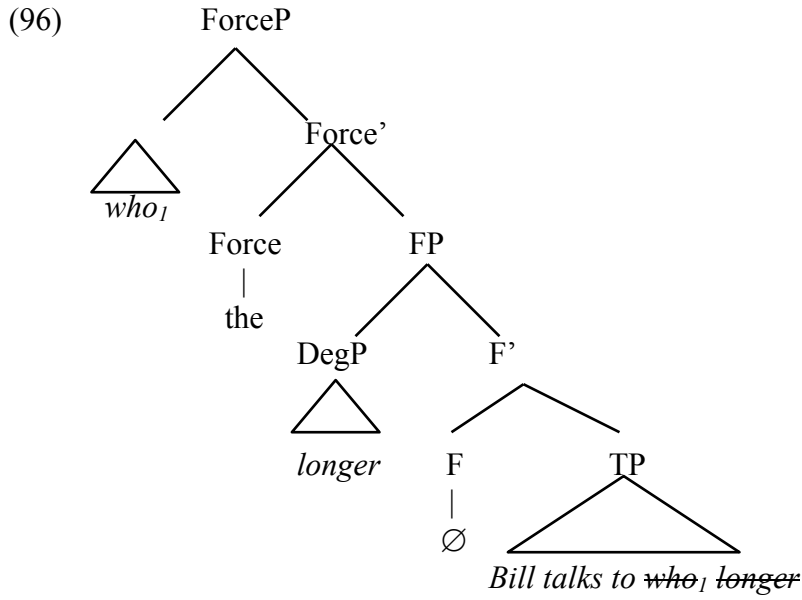 (96) ForceP
Force’
who₁
Force FP
the
DegP F’
longer F TP
∅
Bill talks to ~~who₁~~ ~~longer~~